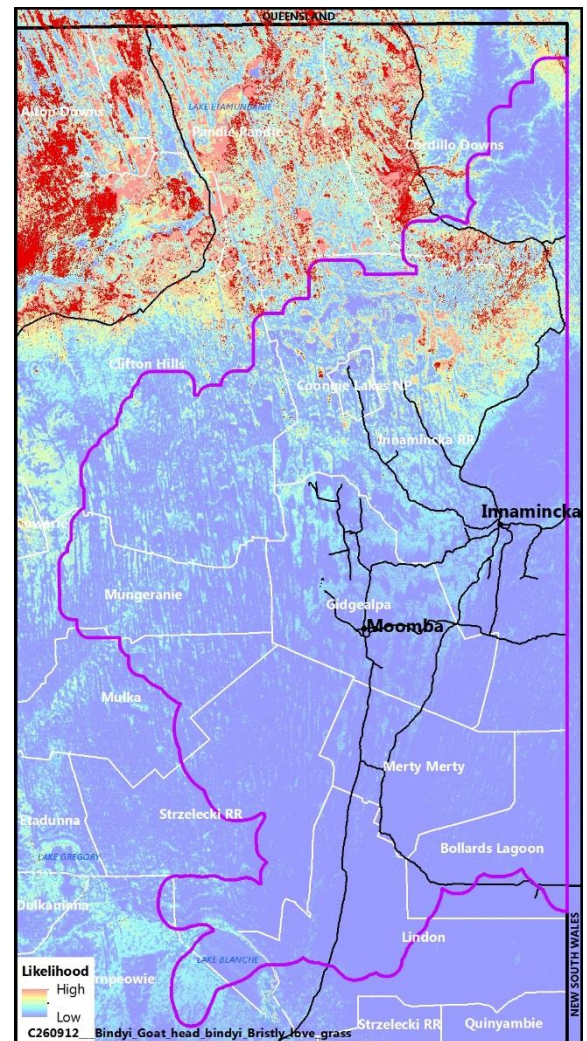 QUEENSLAND
LAKE ETAMUNBANIE
Alton Downs
Pandie Pandie
Cordillo Downs
Clifton Hills
Coongie Lakes NP
Innamincka RR
Innamincka
Mungeranie
Gidgealpa
Moomba
Mulka
Merty Merty
Etadunna
Strzelecki RR
Bollards Lagoon
LAKE GREGORY
Dulkaninna
Lindon
LAKE BLANCHE
NEW SOUTH WALES
Likelihood
High
Low
Strzelecki RR
Quinyambie
C260912__Bindyi_Goat_head_bindyi_Bristly_love_grass